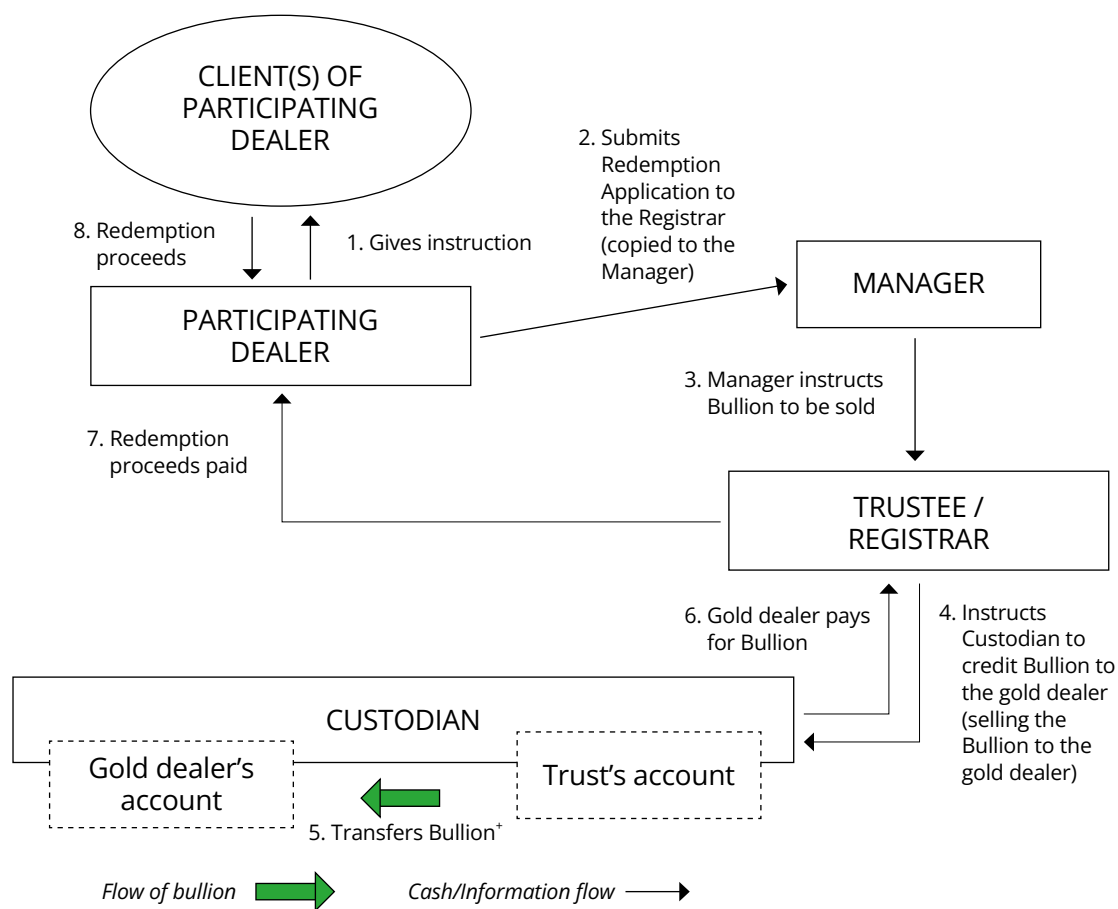 CLIENT(S) OF
PARTICIPATING
DEALER
2. Submits
Redemption
Application to
the Registrar
(copied to the
Manager)
8. Redemption
proceeds
1. Gives instruction
MANAGER
PARTICIPATING
DEALER
3. Manager instructs
Bullion to be sold
7. Redemption
proceeds paid
TRUSTEE /
REGISTRAR
6. Gold dealer pays
for Bullion
4. Instructs
Custodian to
credit Bullion to
the gold dealer
(selling the
Bullion to the
gold dealer)
CUSTODIAN
Gold dealer’s
account
Trust’s account
5. Transfers Bullion⁺
Flow of bullion
Cash/Information flow